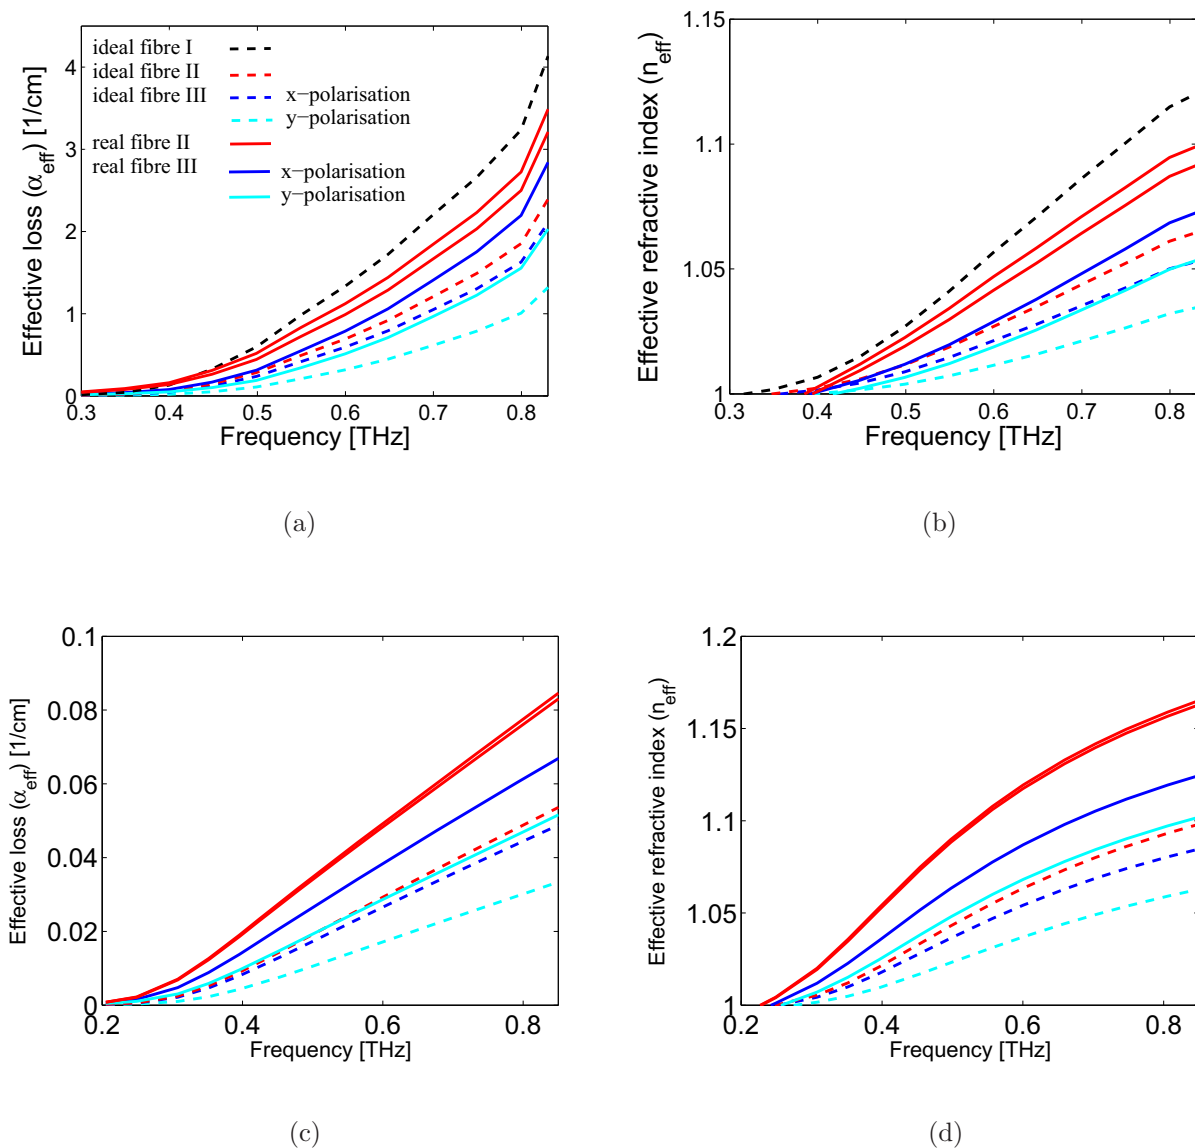 Effective loss (α_eff) [1/cm]
4
3
2
1
0
ideal fibre I
ideal fibre II
ideal fibre III x−polarisation
y−polarisation
real fibre II
real fibre III x−polarisation
y−polarisation
0.3 0.4 0.5 0.6 0.7 0.8
Frequency [THz]
(a)
Effective refractive index (n_eff)
1.15
1.1
1.05
1
0.3 0.4 0.5 0.6 0.7 0.8
Frequency [THz]
(b)
Effective loss (α_eff) [1/cm]
0.1
0.08
0.06
0.04
0.02
0
0.2 0.4 0.6 0.8
Frequency [THz]
(c)
Effective refractive index (n_eff)
1.2
1.15
1.1
1.05
1
0.2 0.4 0.6 0.8
Frequency [THz]
(d)